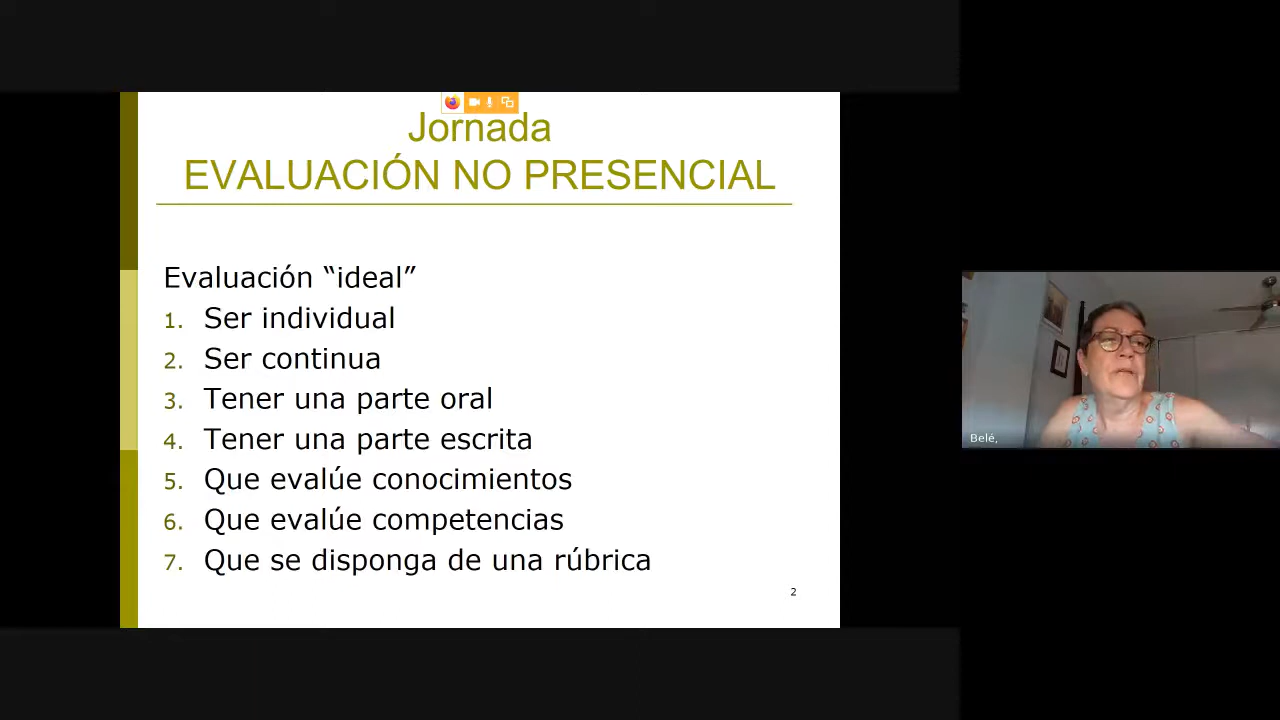 Jornada
EVALUACIÓN NO PRESENCIAL
Evaluación “ideal”
1. Ser individual
2. Ser continua
3. Tener una parte oral
4. Tener una parte escrita
5. Que evalúe conocimientos
6. Que evalúe competencias
7. Que se disponga de una rúbrica
2
Belé,